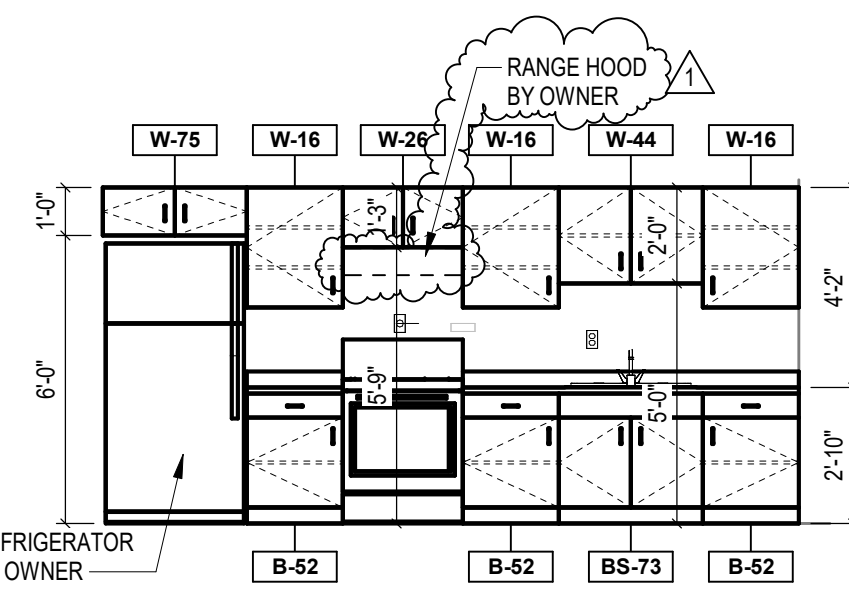 RANGE HOOD
BY OWNER
1
W-75
W-16
W-26
W-16
W-44
W-16
1'-0"
1'-3"
2'-0"
4'-2"
6'-0"
5'-9"
5'-0"
2'-10"
FRIGERATOR
OWNER
B-52
B-52
BS-73
B-52